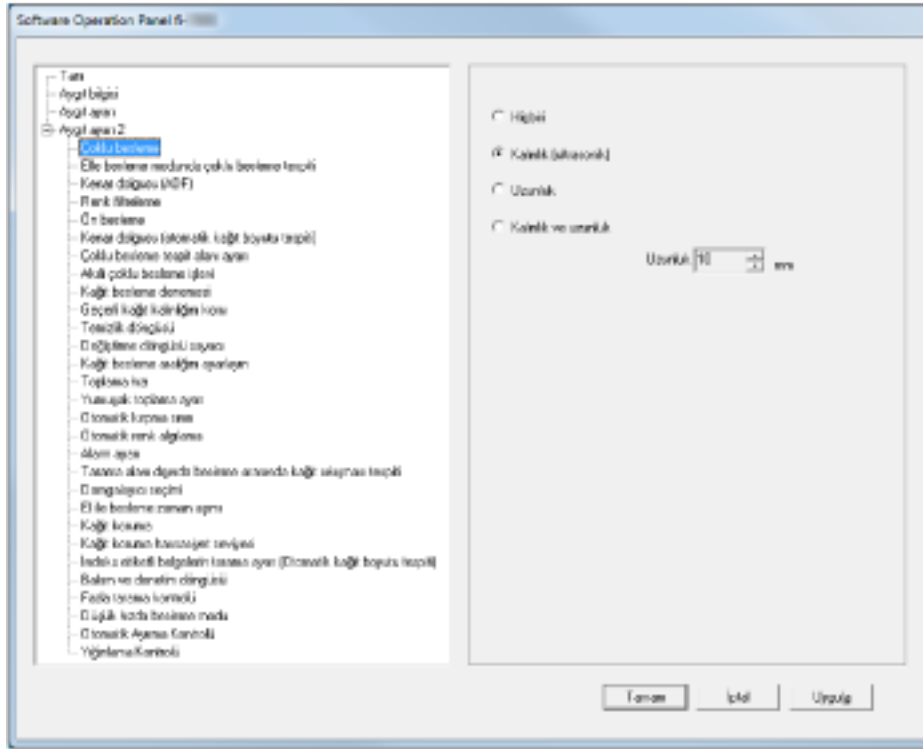 Software Operation Panel fi-
Tanı
Aygıt bilgisi
Aygıt ayarı
Aygıt ayarı 2
Çoklu besleme
Elle besleme modunda çoklu besleme tespiti
Kenar dolgusu (ADF)
Renk filtreleme
Ön besleme
Kenar dolgusu (otomatik kağıt boyutu tespiti)
Çoklu besleme tespit alanı ayarı
Akıllı çoklu besleme işlevi
Kağıt besleme denemesi
Geçerli kağıt kalınlığını koru
Temizlik döngüsü
Değiştirme döngüsü sayacı
Kağıt besleme aralığını ayarlayın
Toplama hızı
Yumuşak toplama ayarı
Otomatik kırpma sınırı
Otomatik renk algılama
Alarm ayarı
Tarama alanı dışında besleme arasında kağıt sıkışması tespiti
Damgalayıcı seçimi
El ile besleme zaman aşımı
Kağıt koruma
Kağıt koruma hassasiyet seviyesi
İndeks etiketli belgelerin tarama ayarı (Otomatik kağıt boyutu tespiti)
Bakım ve denetim döngüsü
Fazla tarama kontrolü
Düşük hızda besleme modu
Otomatik Ayırma Kontrolü
Yığınlama Kontrolü
Hiçbiri
Kalınlık (ultrasonik)
Uzunluk
Kalınlık ve uzunluk
Uzunluk 10 mm
Tamam İptal Uygula